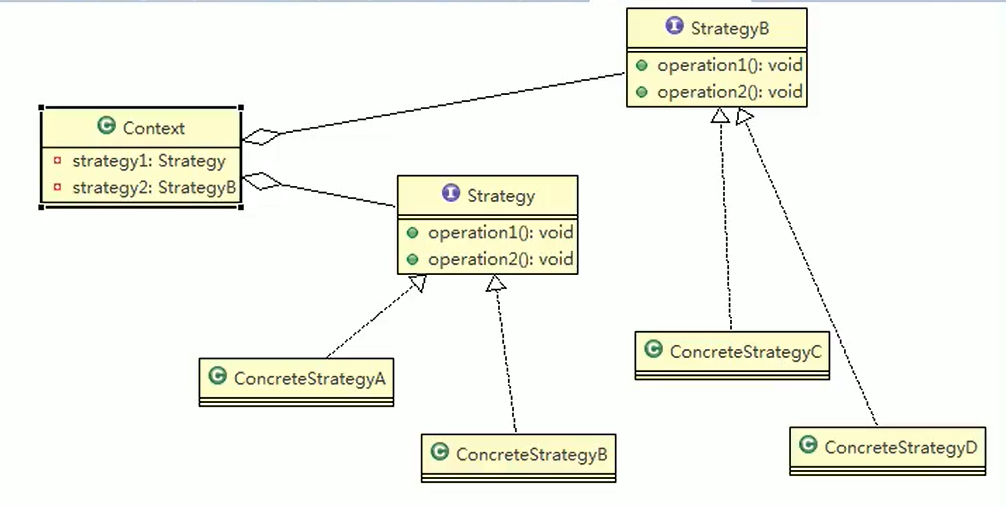 StrategyB
operation1(): void
operation2(): void
Context
strategy1: Strategy
strategy2: StrategyB
Strategy
operation1(): void
operation2(): void
ConcreteStrategyC
ConcreteStrategyA
ConcreteStrategyB
ConcreteStrategyD